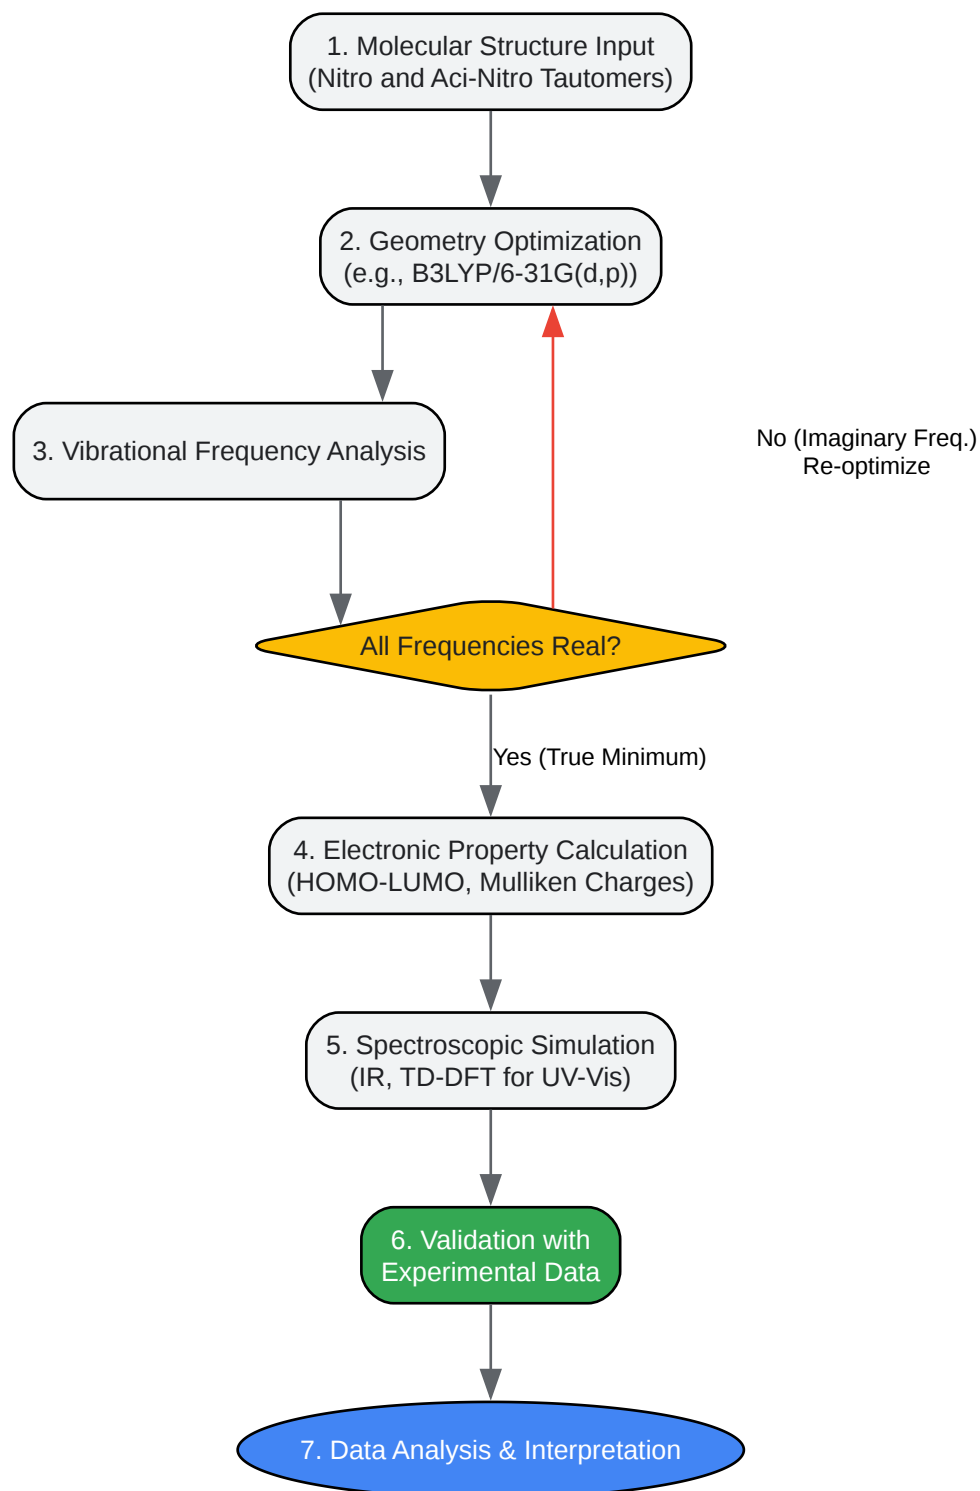 1. Molecular Structure Input
(Nitro and Aci-Nitro Tautomers)
2. Geometry Optimization
(e.g., B3LYP/6-31G(d,p))
3. Vibrational Frequency Analysis
No (Imaginary Freq.)
Re-optimize
All Frequencies Real?
Yes (True Minimum)
4. Electronic Property Calculation
(HOMO-LUMO, Mulliken Charges)
5. Spectroscopic Simulation
(IR, TD-DFT for UV-Vis)
6. Validation with
Experimental Data
7. Data Analysis & Interpretation